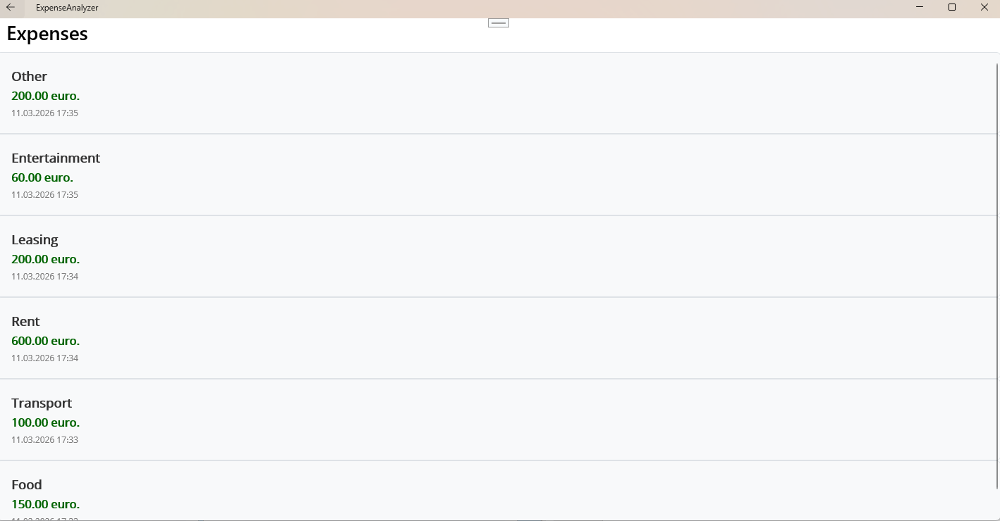 ExpenseAnalyzer
Expenses
Other
200.00 euro.
11.03.2026 17:35
Entertainment
60.00 euro.
11.03.2026 17:35
Leasing
200.00 euro.
11.03.2026 17:34
Rent
600.00 euro.
11.03.2026 17:34
Transport
100.00 euro.
11.03.2026 17:33
Food
150.00 euro.